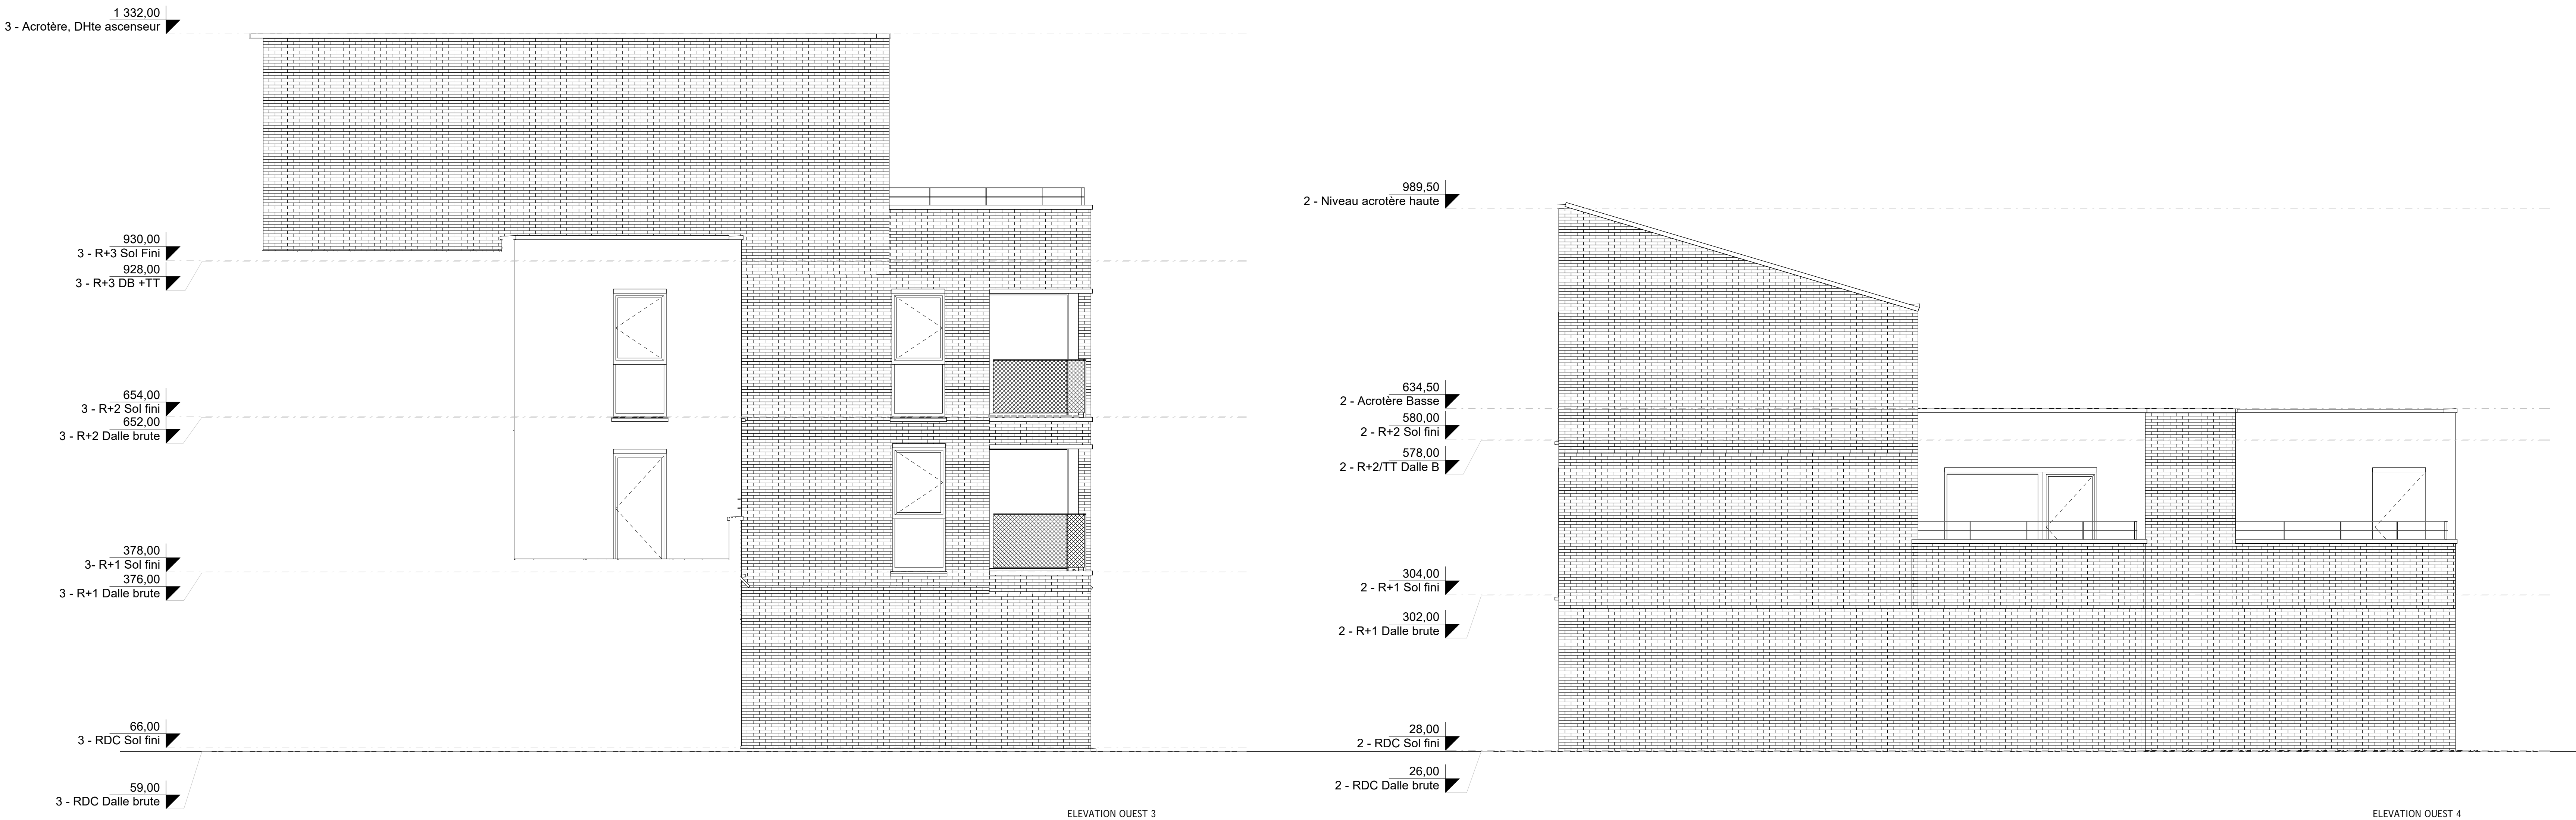 1 332,00
3 - Acrotère, DHte ascenseur
930,00
3 - R+3 Sol Fini
928,00
3 - R+3 DB +TT
654,00
3 - R+2 Sol fini
652,00
3 - R+2 Dalle brute
378,00
3- R+1 Sol fini
376,00
3 - R+1 Dalle brute
66,00
3 - RDC Sol fini
59,00
3 - RDC Dalle brute
ELEVATION OUEST 3
989,50
2 - Niveau acrotère haute
634,50
2 - Acrotère Basse
580,00
2 - R+2 Sol fini
578,00
2 - R+2/TT Dalle B
304,00
2 - R+1 Sol fini
302,00
2 - R+1 Dalle brute
28,00
2 - RDC Sol fini
26,00
2 - RDC Dalle brute
ELEVATION OUEST 4